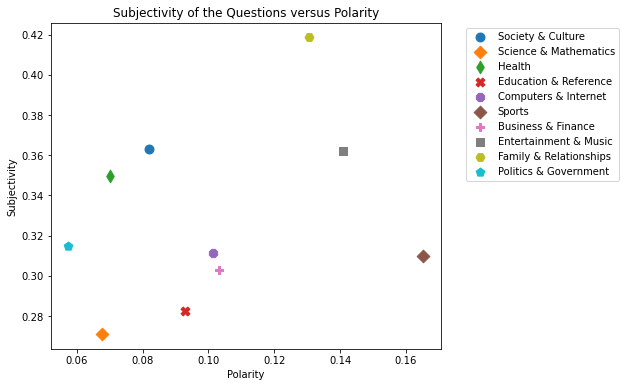 Subjectivity of the Questions versus Polarity
0.42
0.40
0.38
0.36
0.34
0.32
0.30
0.28
Subjectivity
0.06 0.08 0.10 0.12 0.14 0.16
Polarity
Society & Culture
Science & Mathematics
Health
Education & Reference
Computers & Internet
Sports
Business & Finance
Entertainment & Music
Family & Relationships
Politics & Government